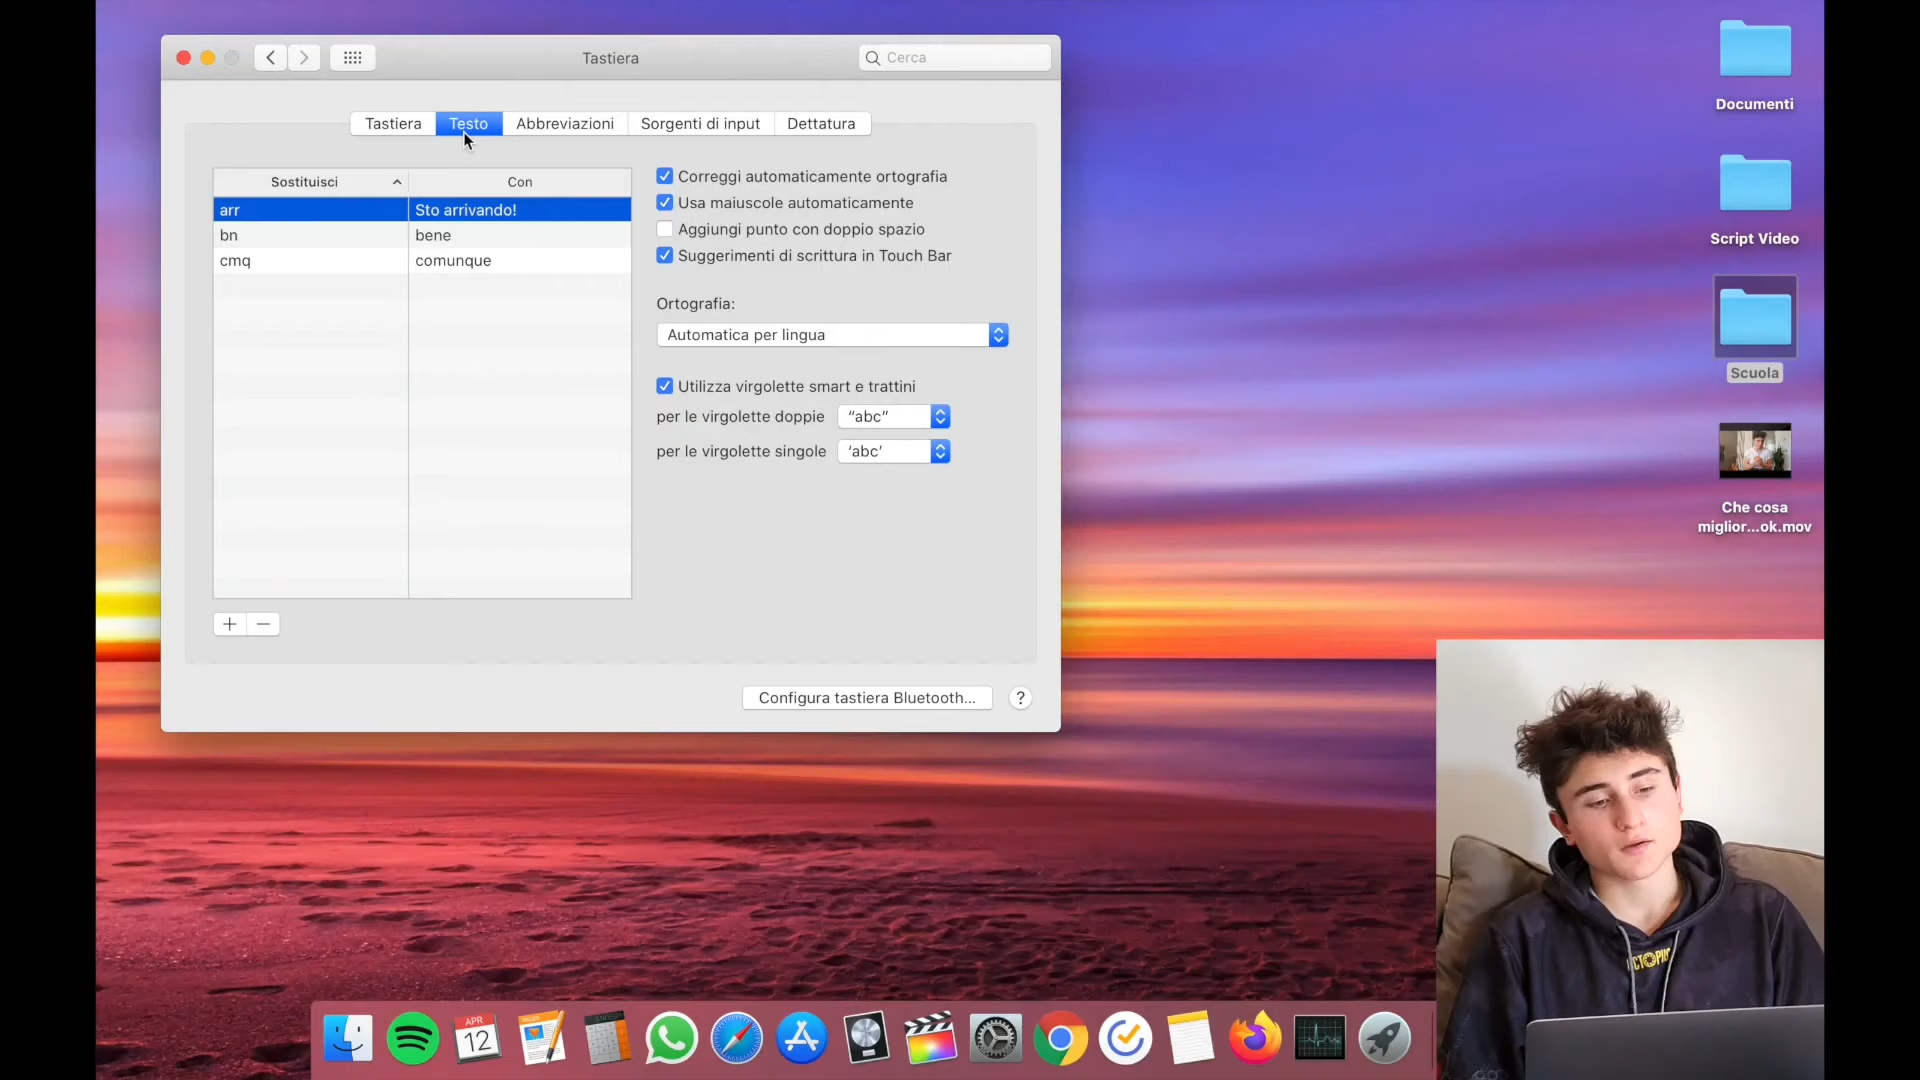 Tastiera
Cerca
Tastiera
Testo
Abbreviazioni
Sorgenti di input
Dettatura
Sostituisci
Con
arr
Sto arrivando!
bn
bene
cmq
comunque
Correggi automaticamente ortografia
Usa maiuscole automaticamente
Aggiungi punto con doppio spazio
Suggerimenti di scrittura in Touch Bar
Ortografia:
Automatica per lingua
Utilizza virgolette smart e trattini
per le virgolette doppie
“abc”
per le virgolette singole
‘abc’
Configura tastiera Bluetooth...
?
Documenti
Script Video
Scuola
Che cosa
miglior...ok.mov
APR
12